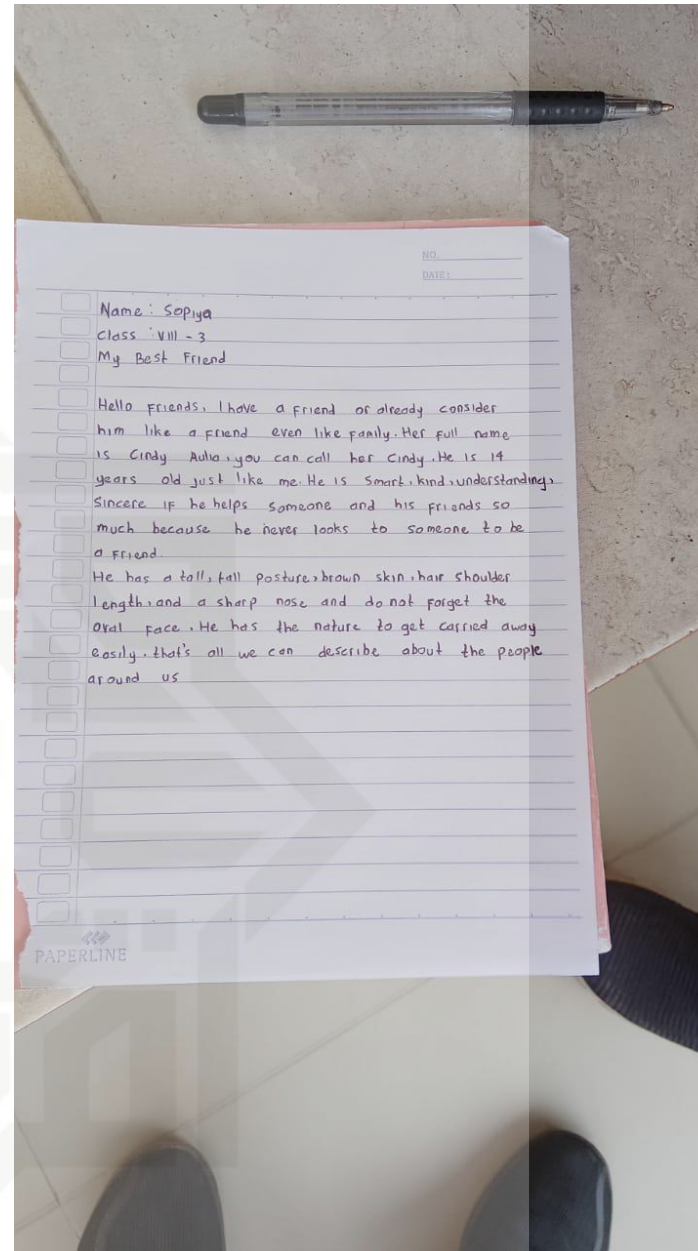 NO.
DATE:
Name : Sopiya
Class : VIII - 3
My Best Friend
Hello Friends, I have a friend or already consider
him like a friend even like family. Her full name
is Cindy Aulia, you can call her Cindy. He is 14
years old just like me. He is smart, kind, understanding,
Sincere if he helps someone and his friends so
much because he never looks to someone to be
a friend
He has a tall, tall posture, brown skin, hair shoulder
length, and a sharp nose and do not forget the
oval face. He has the nature to get carried away
easily. that's all we can describe about the people
around us
PAPERLINE